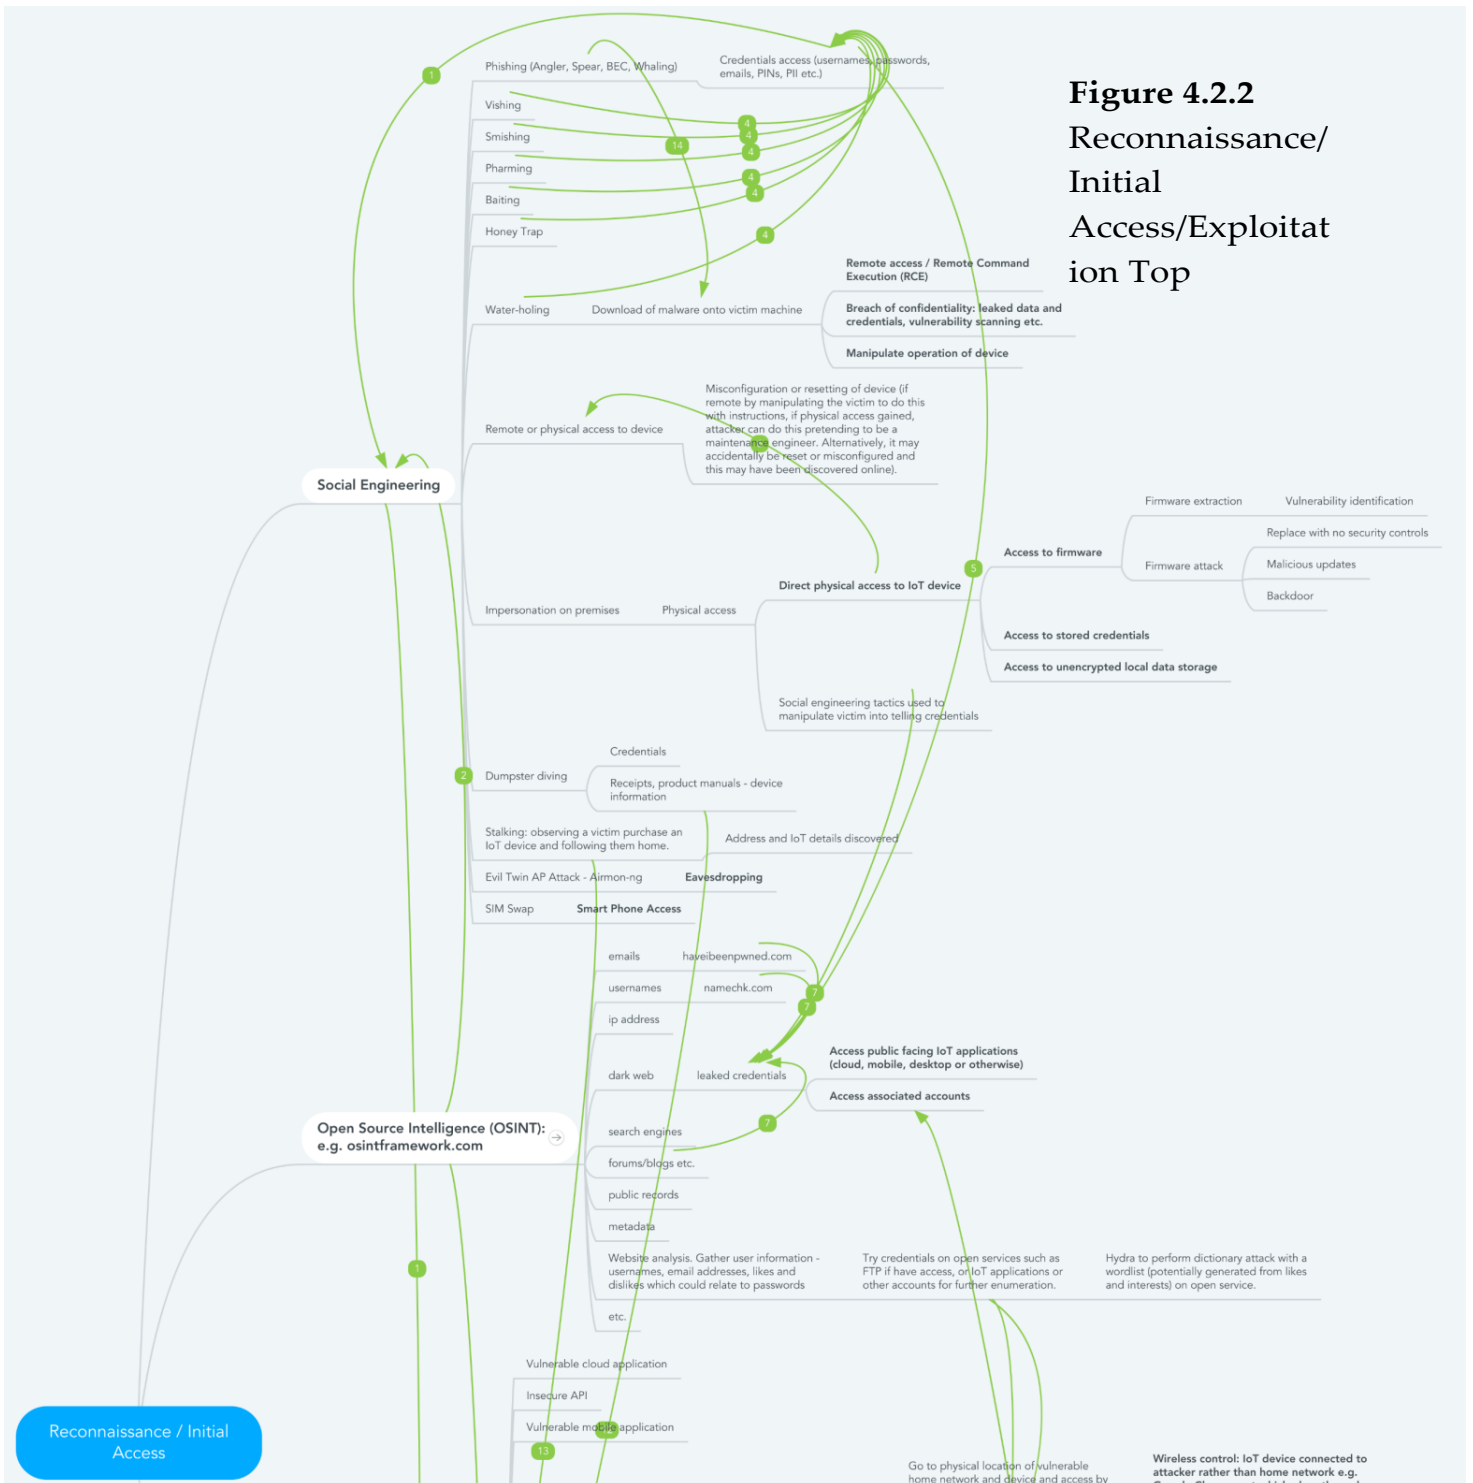 Figure 4.2.2
Reconnaissance/
Initial
Access/Exploitat
ion Top
1
Phishing (Angler, Spear, BEC, Whaling)
Credentials access (usernames, passwords,
emails, PINs, PII etc.)
Vishing
Smishing
Pharming
Baiting
Honey Trap
4
4
14
4
4
4
4
Water-holing
Download of malware onto victim machine
Remote access / Remote Command
Execution (RCE)
Breach of confidentiality: leaked data and
credentials, vulnerability scanning etc.
Manipulate operation of device
Remote or physical access to device
Misconfiguration or resetting of device (if
remote by manipulating the victim to do this
with instructions, if physical access gained,
attacker can do this pretending to be a
maintenance engineer. Alternatively, it may
accidentally be reset or misconfigured and
this may have been discovered online).
Social Engineering
Impersonation on premises
Physical access
Direct physical access to IoT device
5
Access to firmware
Firmware extraction
Vulnerability identification
Firmware attack
Replace with no security controls
Malicious updates
Backdoor
Access to stored credentials
Access to unencrypted local data storage
Social engineering tactics used to
manipulate victim into telling credentials
2
Dumpster diving
Credentials
Receipts, product manuals - device
information
Stalking: observing a victim purchase an
IoT device and following them home.
Address and IoT details discovered
Evil Twin AP Attack - Airmon-ng
Eavesdropping
SIM Swap
Smart Phone Access
emails
haveibeenpwned.com
usernames
namechk.com
7
7
ip address
dark web
leaked credentials
Access public facing IoT applications
(cloud, mobile, desktop or otherwise)
Access associated accounts
Open Source Intelligence (OSINT):
e.g. osintframework.com
search engines
7
forums/blogs etc.
public records
metadata
Website analysis. Gather user information -
usernames, email addresses, likes and
dislikes which could relate to passwords
Try credentials on open services such as
FTP if have access, or IoT applications or
other accounts for further enumeration.
Hydra to perform dictionary attack with a
wordlist (potentially generated from likes
and interests) on open service.
1
etc.
Vulnerable cloud application
Insecure API
Vulnerable mobile application
13
Reconnaissance / Initial
Access
Go to physical location of vulnerable
home network and device and access by
Wireless control: IoT device connected to
attacker rather than home network e.g.